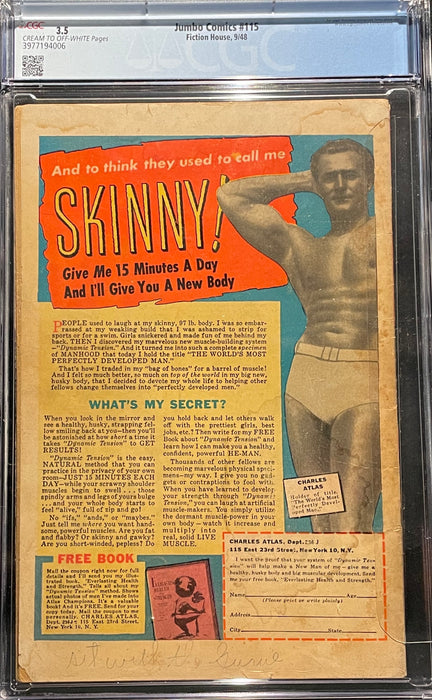 CGC
3.5
Jumbo Comics #115
CREAM TO OFF-WHITE Pages
Fiction House, 9/48
3977194006
And to think they used to call me
SKINNY!
Give Me 15 Minutes A Day
And I'll Give You A New Body
PEOPLE used to laugh at my skinny, 97 lb. body. I was so embar-
rassed at my weakling build that I was ashamed to strip for
sports or for a swim. Girls snickered and made fun of me behind my
back. THEN I discovered my marvelous new muscle-building system
—"Dynamic Tension." And it turned me into such a complete specimen
of MANHOOD that today I hold the title "THE WORLD'S MOST
PERFECTLY DEVELOPED MAN."
That's how I traded in my "bag of bones" for a barrel of muscle!
And I felt so much better, so much on top of the world in my big new,
husky body, that I decided to devote my whole life to helping other
fellows change themselves into "perfectly developed men."
WHAT'S MY SECRET?
When you look in the mirror and
see a healthy, husky, strapping fel-
low smiling back at you—then you'll
be astonished at how short a time it
takes "Dynamic Tension" to GET
RESULTS!
"Dynamic Tension" is the easy,
NATURAL method that you can
practice in the privacy of your own
room—JUST 15 MINUTES EACH
DAY—while your scrawny shoulder
muscles begin to swell . . . those
spindly arms and legs of yours bulge
. . . and your whole body starts to
feel "alive," full of zip and go!
No "ifs," "ands," or "maybes."
Just tell me where you want hand-
some, powerful muscles. Are you fat
and flabby? Or skinny and gawky?
Are you short-winded, pepless? Do
you hold back and let others walk
off with the prettiest girls, best
jobs, etc.? Then write for my FREE
Book about "Dynamic Tension" and
learn how I can make you a healthy,
confident, powerful HE-MAN.
Thousands of other fellows are
becoming marvelous physical speci-
mens—my way. I give you no gad-
gets or contraptions to fool with.
When you have learned to develop
your strength through "Dynamic
Tension," you can laugh at artificial
muscle-makers. You simply utilize
the dormant muscle-power in your
own body—watch it increase and
multiply into
real, solid LIVE
MUSCLE.
CHARLES
ATLAS
Holder of title,
"The World's Most
Perfectly Devel-
oped Man."
FREE BOOK
Mail the coupon right now for full
details and I'll send you my illus-
trated book, "Everlasting Health
and Strength." Tells all about my
"Dynamic Tension" method. Shows
actual photos of men I've made into
Atlas Champions. It's a valuable
book! And it's FREE. Send for your
copy today. Mail the coupon to me
personally. CHARLES ATLAS,
Dept. 256J 115 East 23rd Street,
New York 10, N. Y.
EVERLASTING
HEALTH
AND
STRENGTH
CHARLES ATLAS, Dept. 256 J
115 East 23rd Street, New York 10, N.Y.
I want the proof that your system of "Dynamic Ten-
sion" will help make a New Man of me—give me a
healthy, husky body and big muscular development. Send
me your free book, "Everlasting Health and Strength."
Name Age
(Please print or write plainly)
Address
City State